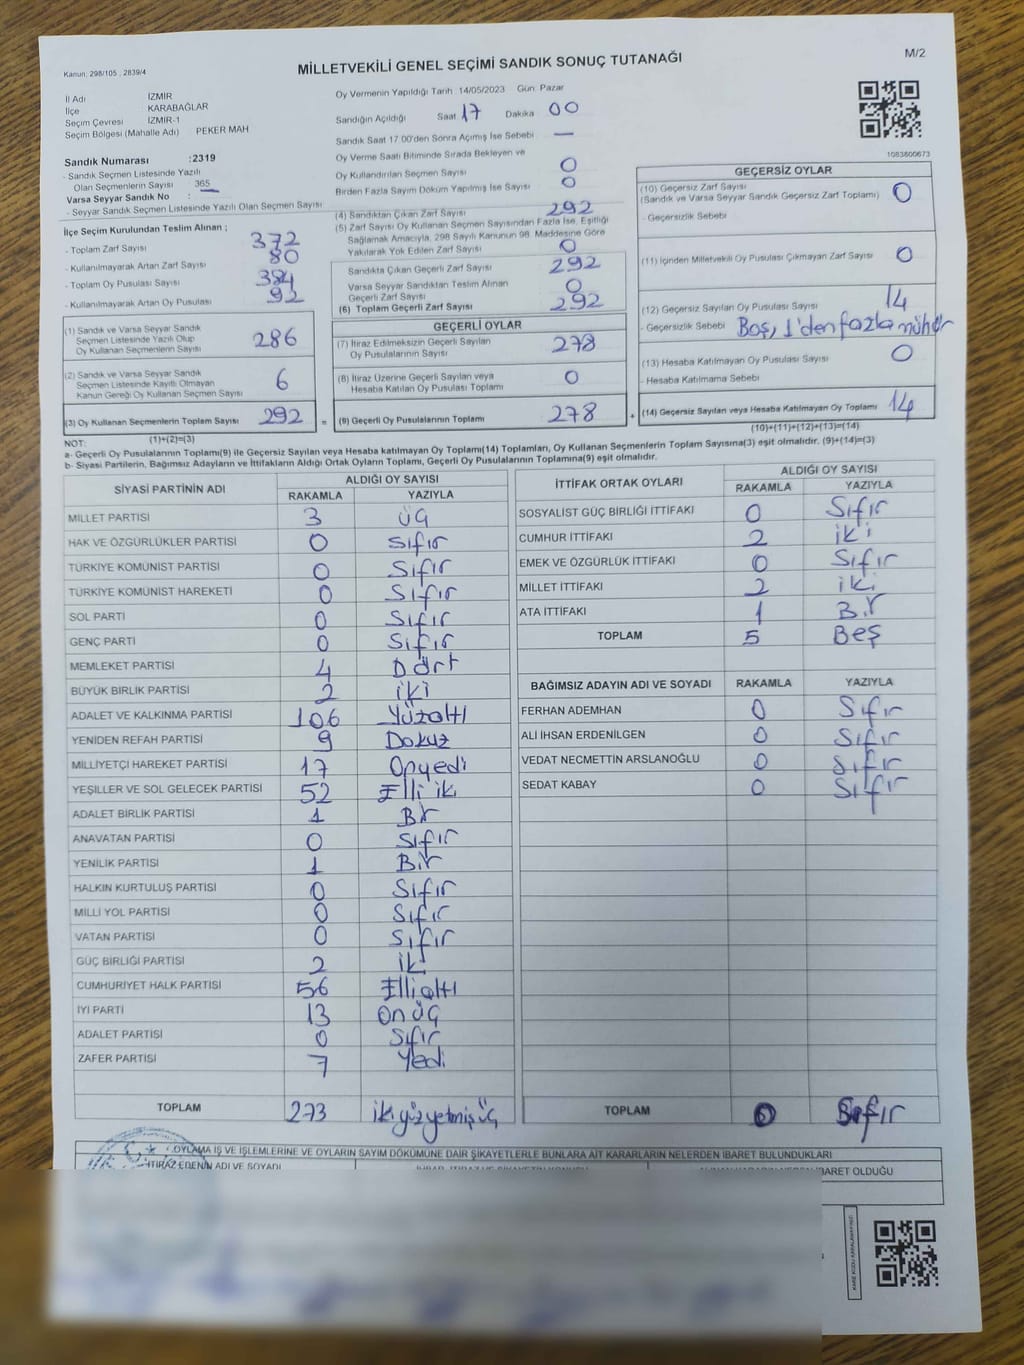 M/2
Kanun: 298/105 , 2839/4
MİLLETVEKİLİ GENEL SEÇİMİ SANDIK SONUÇ TUTANAĞI
İl Adı İZMİR
İlçe KARABAĞLAR
Seçim Çevresi İZMİR-1
Seçim Bölgesi (Mahalle Adı) PEKER MAH
Sandık Numarası :2319
- Sandık Seçmen Listesinde Yazılı
Olan Seçmenlerin Sayısı 365
Varsa Seyyar Sandık No :
- Seyyar Sandık Seçmen Listesinde Yazılı Olan Seçmen Sayısı
İlçe Seçim Kurulundan Teslim Alınan ;
- Toplam Zarf Sayısı 372
- Kullanılmayarak Artan Zarf Sayısı 80
- Toplam Oy Pusulası Sayısı 384
- Kullanılmayarak Artan Oy Pusulası 92
(1) Sandık ve Varsa Seyyar Sandık
Seçmen Listesinde Yazılı Olup
Oy Kullanan Seçmenlerin Sayısı 286
(2) Sandık ve Varsa Seyyar Sandık
Seçmen Listesinde Kayıtlı Olmayan
Kanun Gereği Oy Kullanan Seçmen Sayısı 6
(3) Oy Kullanan Seçmenlerin Toplam Sayısı 292
(1)+(2)=(3)
Oy Vermenin Yapıldığı Tarih 14/05/2023 Gün: Pazar
Sandığın Açıldığı Saat 17 Dakika 00
Sandık Saat 17.00'den Sonra Açmış İse Sebebi —
Oy Verme Saati Bitiminde Sırada Bekleyen ve
Oy Kullandırılan Seçmen Sayısı 0
Birden Fazla Sayım Döküm Yapılmış İse Sayısı 0
(4) Sandıktan Çıkan Zarf Sayısı 292
(5) Zarf Sayısı Oy Kullanan Seçmen Sayısından Fazla İse, Eşitliği
Sağlamak Amacıyla, 298 Sayılı Kanunun 98. Maddesine Göre
Yakılarak Yok Edilen Zarf Sayısı 0
Sandıkta Çıkan Geçerli Zarf Sayısı 292
Varsa Seyyar Sandıktan Teslim Alınan
Geçerli Zarf Sayısı 0
(6) Toplam Geçerli Zarf Sayısı 292
GEÇERLİ OYLAR
(7) İtiraz Edilmeksizin Geçerli Sayılan
Oy Pusulalarının Sayısı 278
(8) İtiraz Üzerine Geçerli Sayılan veya
Hesaba Katılan Oy Pusulası Toplamı 0
= (9) Geçerli Oy Pusulalarının Toplamı 278
1083800673
GEÇERSİZ OYLAR
(10) Geçersiz Zarf Sayısı 0
(Sandık ve Varsa Seyyar Sandık Geçersiz Zarf Toplamı)
- Geçersizlik Sebebi
(11) İçinden Milletvekili Oy Pusulası Çıkmayan Zarf Sayısı 0
(12) Geçersiz Sayılan Oy Pusulası Sayısı 14
- Geçersizlik Sebebi Boş, 1'den fazla mühür
(13) Hesaba Katılmayan Oy Pusulası Sayısı 0
- Hesaba Katılmama Sebebi
+ (14) Geçersiz Sayılan veya Hesaba Katılmayan Oy Toplamı 14
(10)+(11)+(12)+(13)=(14)
NOT:
a- Geçerli Oy Pusulalarının Toplamı(9) ile Geçersiz Sayılan veya Hesaba katılmayan Oy Toplamı(14) Toplamları, Oy Kullanan Seçmenlerin Toplam Sayısına(3) eşit olmalıdır. (9)+(14)=(3)
b- Siyasi Partilerin, Bağımsız Adayların ve İttifakların Aldığı Ortak Oyların Toplamı, Geçerli Oy Pusulalarının Toplamına(9) eşit olmalıdır.
SİYASİ PARTİNİN ADI ALDIĞI OY SAYISI
RAKAMLA YAZIYLA
MİLLET PARTİSİ 3 üç
HAK VE ÖZGÜRLÜKLER PARTİSİ 0 Sıfır
TÜRKİYE KOMÜNİST PARTİSİ 0 Sıfır
TÜRKİYE KOMÜNİST HAREKETİ 0 Sıfır
SOL PARTİ 0 Sıfır
GENÇ PARTİ 0 Sıfır
MEMLEKET PARTİSİ 4 Dört
BÜYÜK BİRLİK PARTİSİ 2 iki
ADALET VE KALKINMA PARTİSİ 106 Yüzaltı
YENİDEN REFAH PARTİSİ 9 Dokuz
MİLLİYETÇİ HAREKET PARTİSİ 17 Onyedi
YEŞİLLER VE SOL GELECEK PARTİSİ 52 Elli iki
ADALET BİRLİK PARTİSİ 1 Bir
ANAVATAN PARTİSİ 0 Sıfır
YENİLİK PARTİSİ 1 Bir
HALKIN KURTULUŞ PARTİSİ 0 Sıfır
MİLLİ YOL PARTİSİ 0 Sıfır
VATAN PARTİSİ 0 Sıfır
GÜÇ BİRLİĞİ PARTİSİ 2 iki
CUMHURİYET HALK PARTİSİ 56 Elli altı
İYİ PARTİ 13 on üç
ADALET PARTİSİ 0 Sıfır
ZAFER PARTİSİ 7 Yedi
TOPLAM 273 ikiyüzyetmişüç
İTTİFAK ORTAK OYLARI ALDIĞI OY SAYISI
RAKAMLA YAZIYLA
SOSYALİST GÜÇ BİRLİĞİ İTTİFAKI 0 Sıfır
CUMHUR İTTİFAKI 2 iki
EMEK VE ÖZGÜRLÜK İTTİFAKI 0 Sıfır
MİLLET İTTİFAKI 2 iki
ATA İTTİFAKI 1 Bir
TOPLAM 5 Beş
BAĞIMSIZ ADAYIN ADI VE SOYADI RAKAMLA YAZIYLA
FERHAN ADEMHAN 0 Sıfır
ALİ İHSAN ERDENİLGEN 0 Sıfır
VEDAT NECMETTİN ARSLANOĞLU 0 Sıfır
SEDAT KABAY 0 Sıfır
TOPLAM 0 Sıfır
OYLAMA İŞ VE İŞLEMLERİNE VE OYLARIN SAYIM DÖKÜMÜNE DAİR ŞİKAYETLERLE BUNLARA AİT KARARLARIN NELERDEN İBARET BULUNDUKLARI
İTİRAZ EDENİN ADI VE SOYADI
İBARET OLDUĞU